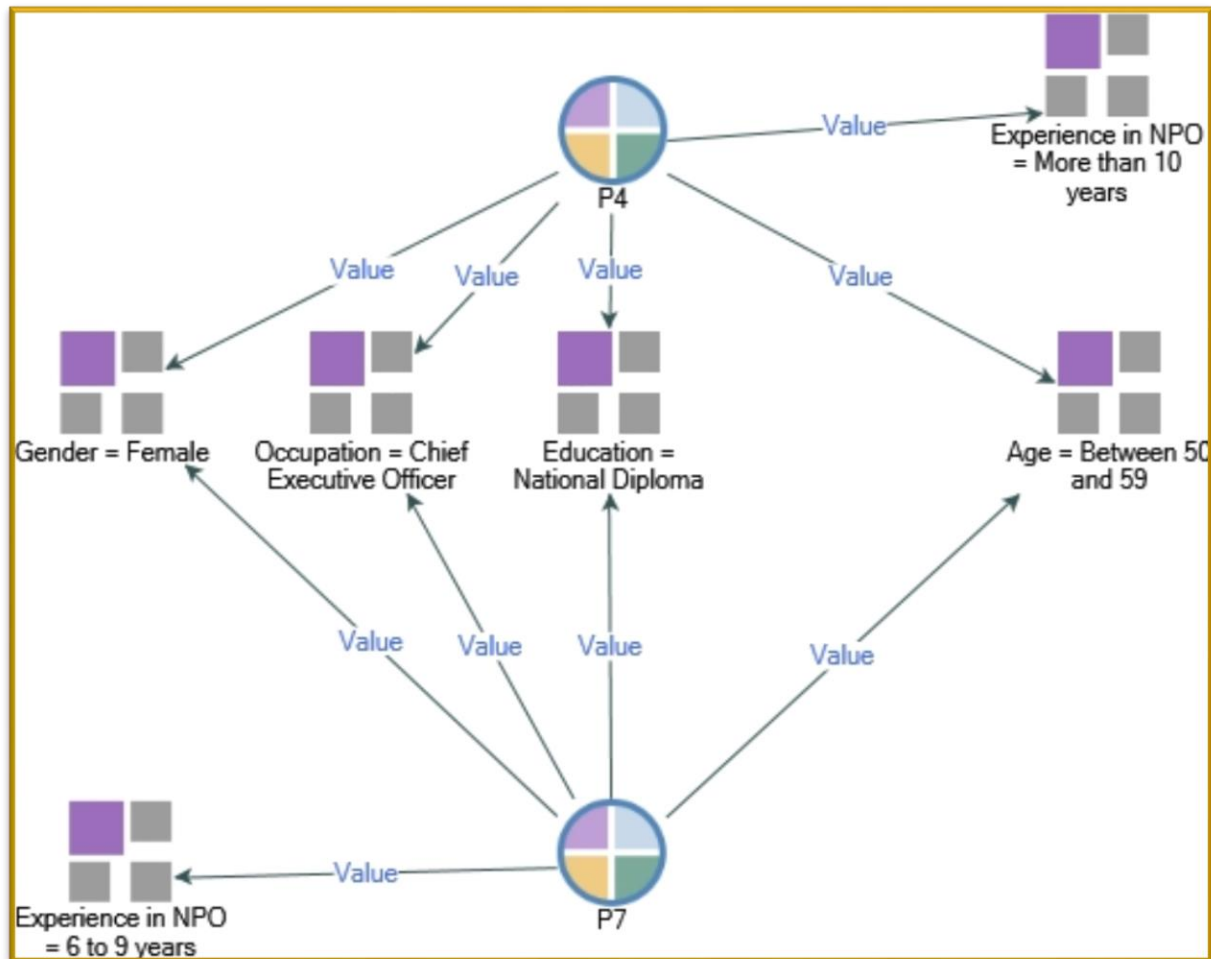 Value
Experience in NPO
= More than 10
years
P4
Value
Value
Value
Value
Gender = Female
Occupation = Chief
Executive Officer
Education =
National Diploma
Age = Between 50
and 59
Value
Value
Value
Value
Value
Experience in NPO
= 6 to 9 years
P7